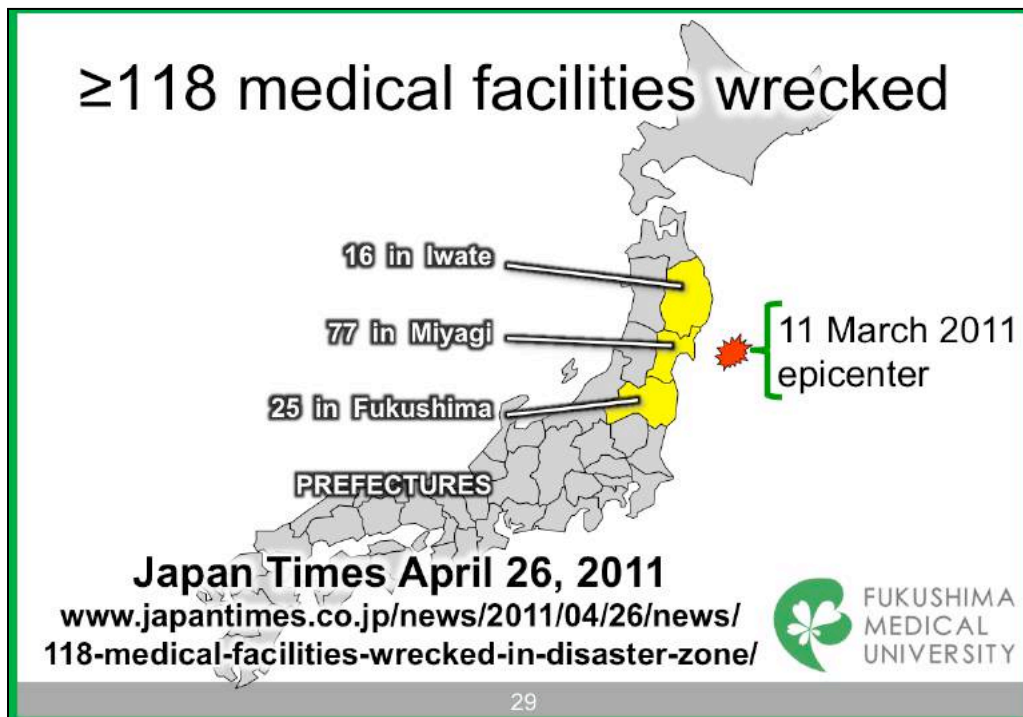 ≥118 medical facilities wrecked
16 in Iwate
77 in Miyagi
25 in Fukushima
PREFECTURES
11 March 2011
epicenter
Japan Times April 26, 2011
www.japantimes.co.jp/news/2011/04/26/news/
118-medical-facilities-wrecked-in-disaster-zone/
FUKUSHIMA
MEDICAL
UNIVERSITY
29